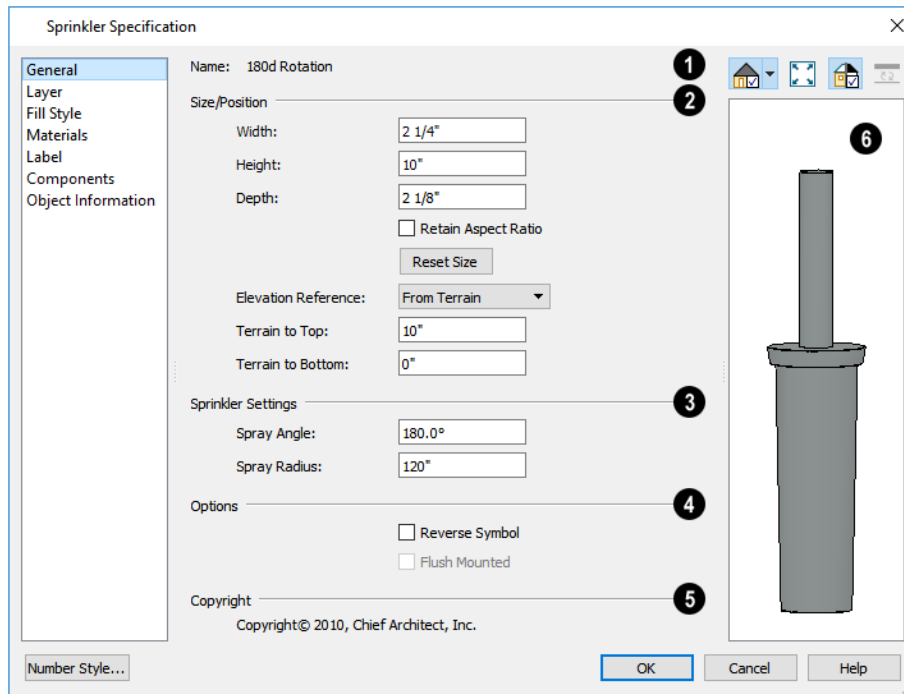 Sprinkler Specification
General
Layer
Fill Style
Materials
Label
Components
Object Information
Name: 180d Rotation
1
Size/Position
2
Width: 2 1/4"
Height: 10"
Depth: 2 1/8"
Retain Aspect Ratio
Reset Size
Elevation Reference: From Terrain
Terrain to Top: 10"
Terrain to Bottom: 0"
Sprinkler Settings
3
Spray Angle: 180.0°
Spray Radius: 120"
Options
4
Reverse Symbol
Flush Mounted
Copyright
5
Copyright© 2010, Chief Architect, Inc.
6
Number Style...
OK
Cancel
Help